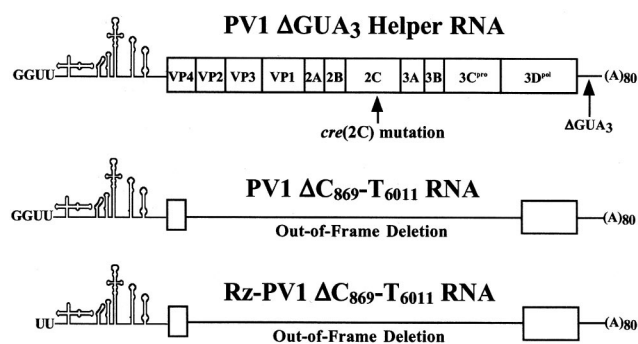 PV1 ΔGUA₃ Helper RNA
GGUU VP4 VP2 VP3 VP1 2A 2B 2C 3A 3B 3Cᵖʳᵒ 3Dᵖᵒˡ (A)₈₀
cre(2C) mutation ΔGUA₃
PV1 ΔC₈₆₉-T₆₀₁₁ RNA
GGUU (A)₈₀
Out-of-Frame Deletion
Rz-PV1 ΔC₈₆₉-T₆₀₁₁ RNA
UU (A)₈₀
Out-of-Frame Deletion